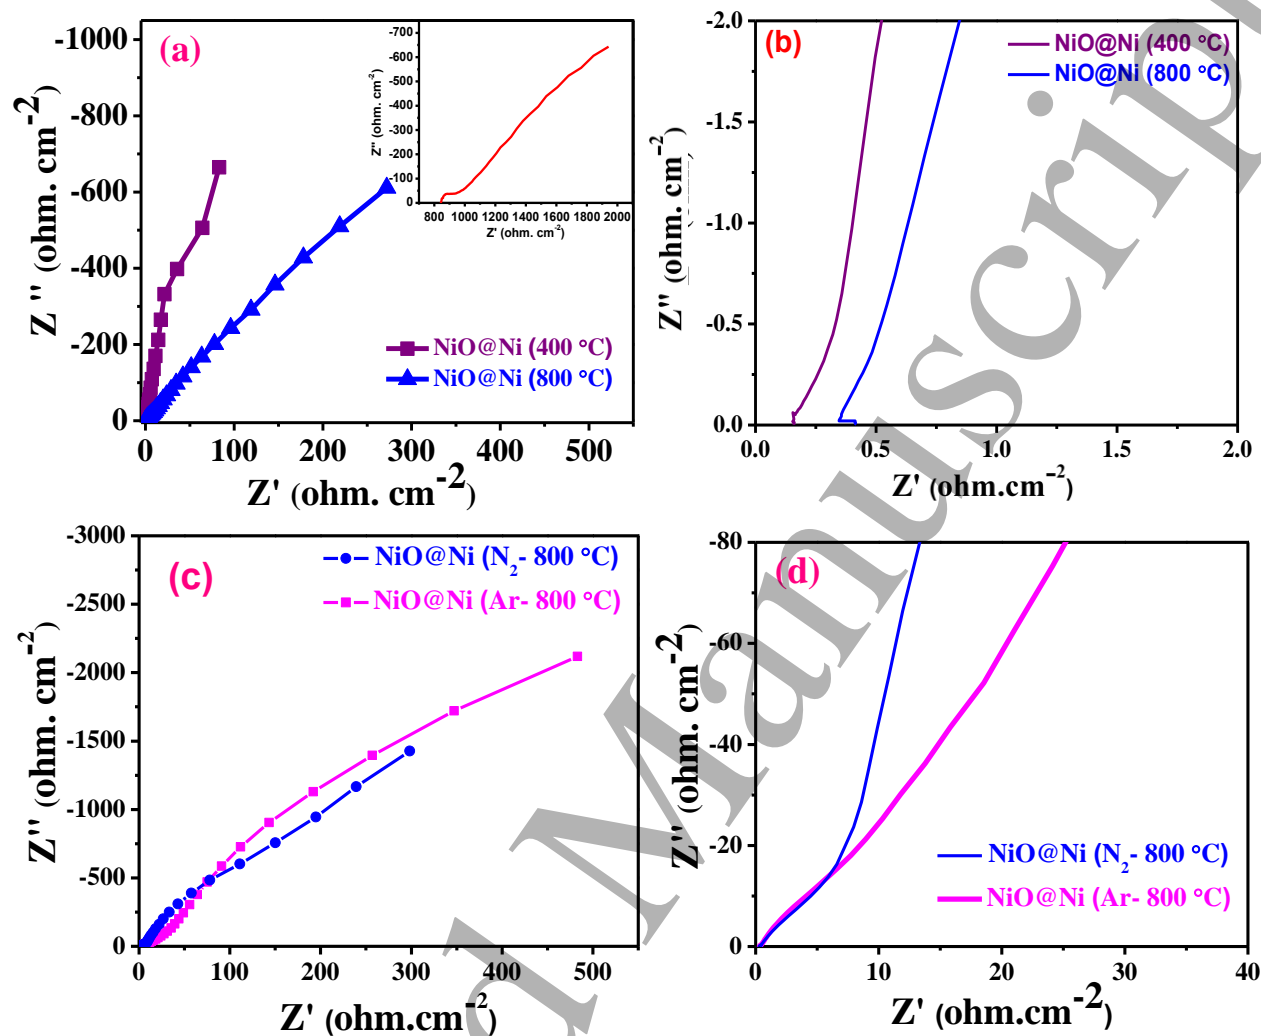 (a)
-1000
-800
-600
-400
-200
0
Z '' (ohm. cm-2)
0 100 200 300 400 500
Z' (ohm. cm-2)
NiO@Ni (400 °C)
NiO@Ni (800 °C)
-700
-600
-500
-400
-300
-200
-100
0
Z'' (ohm. cm-2)
800 1000 1200 1400 1600 1800 2000
Z' (ohm. cm-2)
(b)
-2.0
-1.5
-1.0
-0.5
0.0
Z'' (ohm. cm-2)
0.0 0.5 1.0 1.5 2.0
Z' (ohm.cm-2)
NiO@Ni (400 °C)
NiO@Ni (800 °C)
(c)
-3000
-2500
-2000
-1500
-1000
-500
0
Z'' (ohm. cm-2)
0 100 200 300 400 500
Z' (ohm.cm-2)
NiO@Ni (N2- 800 °C)
NiO@Ni (Ar- 800 °C)
(d)
-80
-60
-40
-20
0
Z'' (ohm. cm-2)
0 10 20 30 40
Z' (ohm.cm-2)
NiO@Ni (N2- 800 °C)
NiO@Ni (Ar- 800 °C)
d Manuscrip